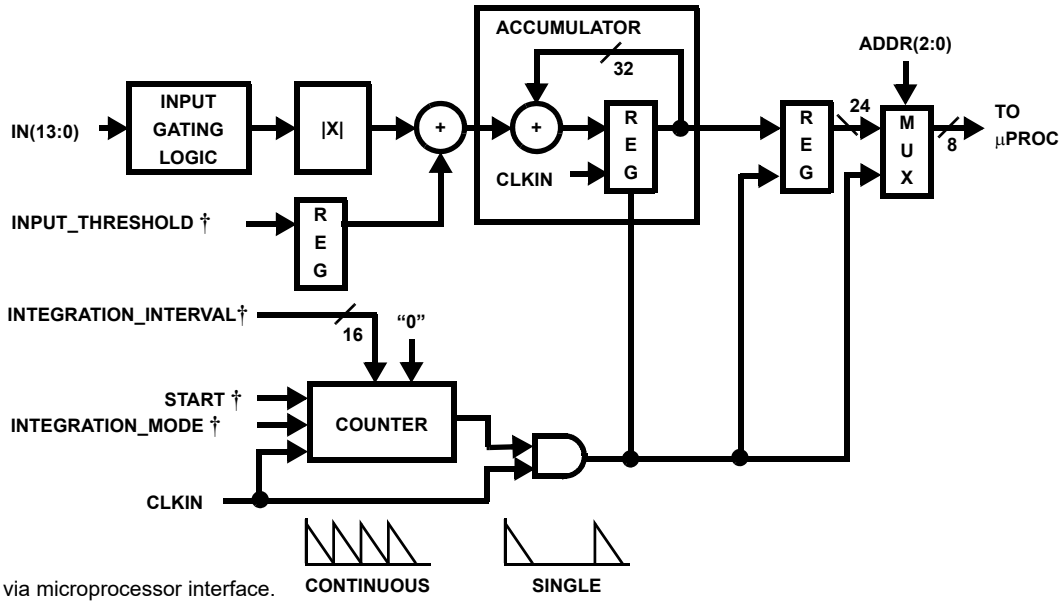 ACCUMULATOR
ADDR(2:0)
32
INPUT
GATING
LOGIC
|X|
IN(13:0)
+
+
R
E
G
R
E
G
24
M
U
X
8
TO
µPROC
CLKIN
INPUT_THRESHOLD †
R
E
G
INTEGRATION_INTERVAL†
16
“0”
START †
INTEGRATION_MODE †
COUNTER
CLKIN
CONTINUOUS
SINGLE
via microprocessor interface.